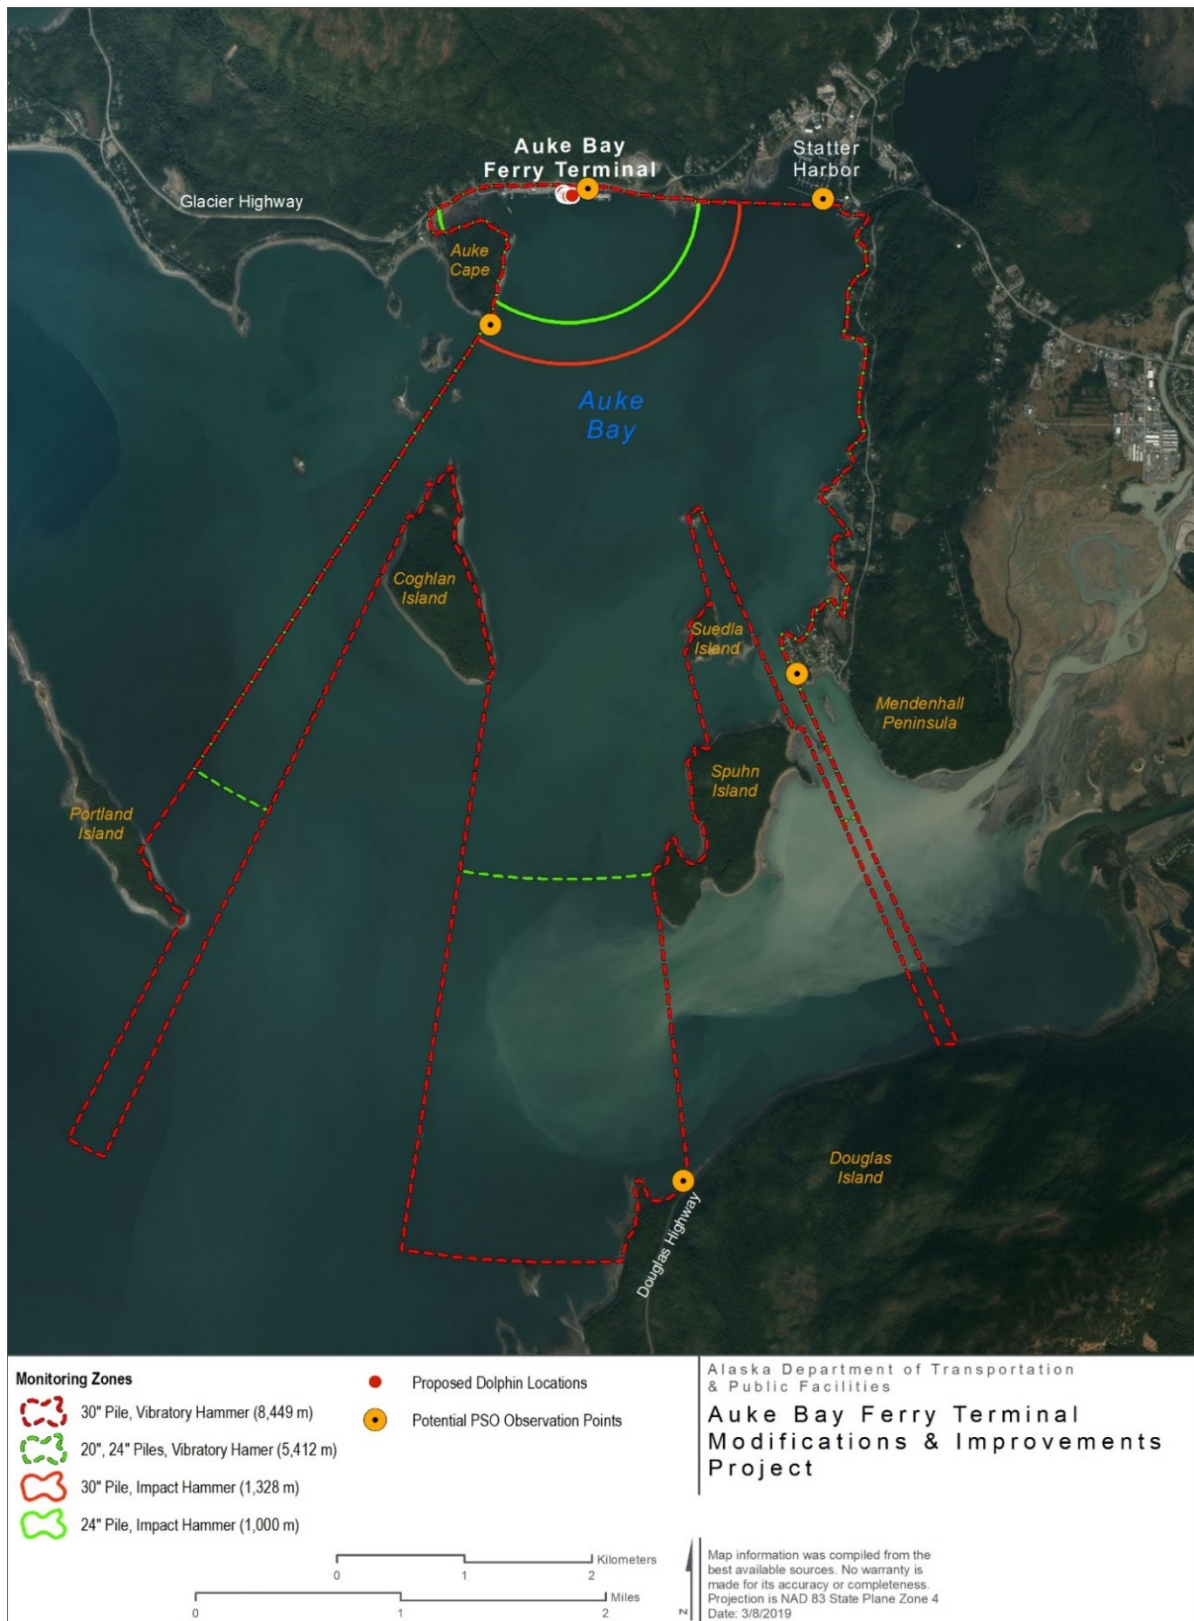 Auke Bay
Ferry Terminal
Statter
Harbor
Glacier Highway
Auke
Cape
Auke
Bay
Coghlan
Island
Suedla
Island
Mendenhall
Peninsula
Spuhn
Island
Portland
Island
Douglas
Island
Douglas Highway
Monitoring Zones
30" Pile, Vibratory Hammer (8,449 m)
20", 24" Piles, Vibratory Hamer (5,412 m)
30" Pile, Impact Hammer (1,328 m)
24" Pile, Impact Hammer (1,000 m)
Proposed Dolphin Locations
Potential PSO Observation Points
Alaska Department of Transportation
& Public Facilities
Auke Bay Ferry Terminal
Modifications & Improvements
Project
Kilometers
0 1 2
Miles
0 1 2
N
Map information was compiled from the
best available sources. No warranty is
made for its accuracy or completeness.
Projection is NAD 83 State Plane Zone 4
Date: 3/8/2019